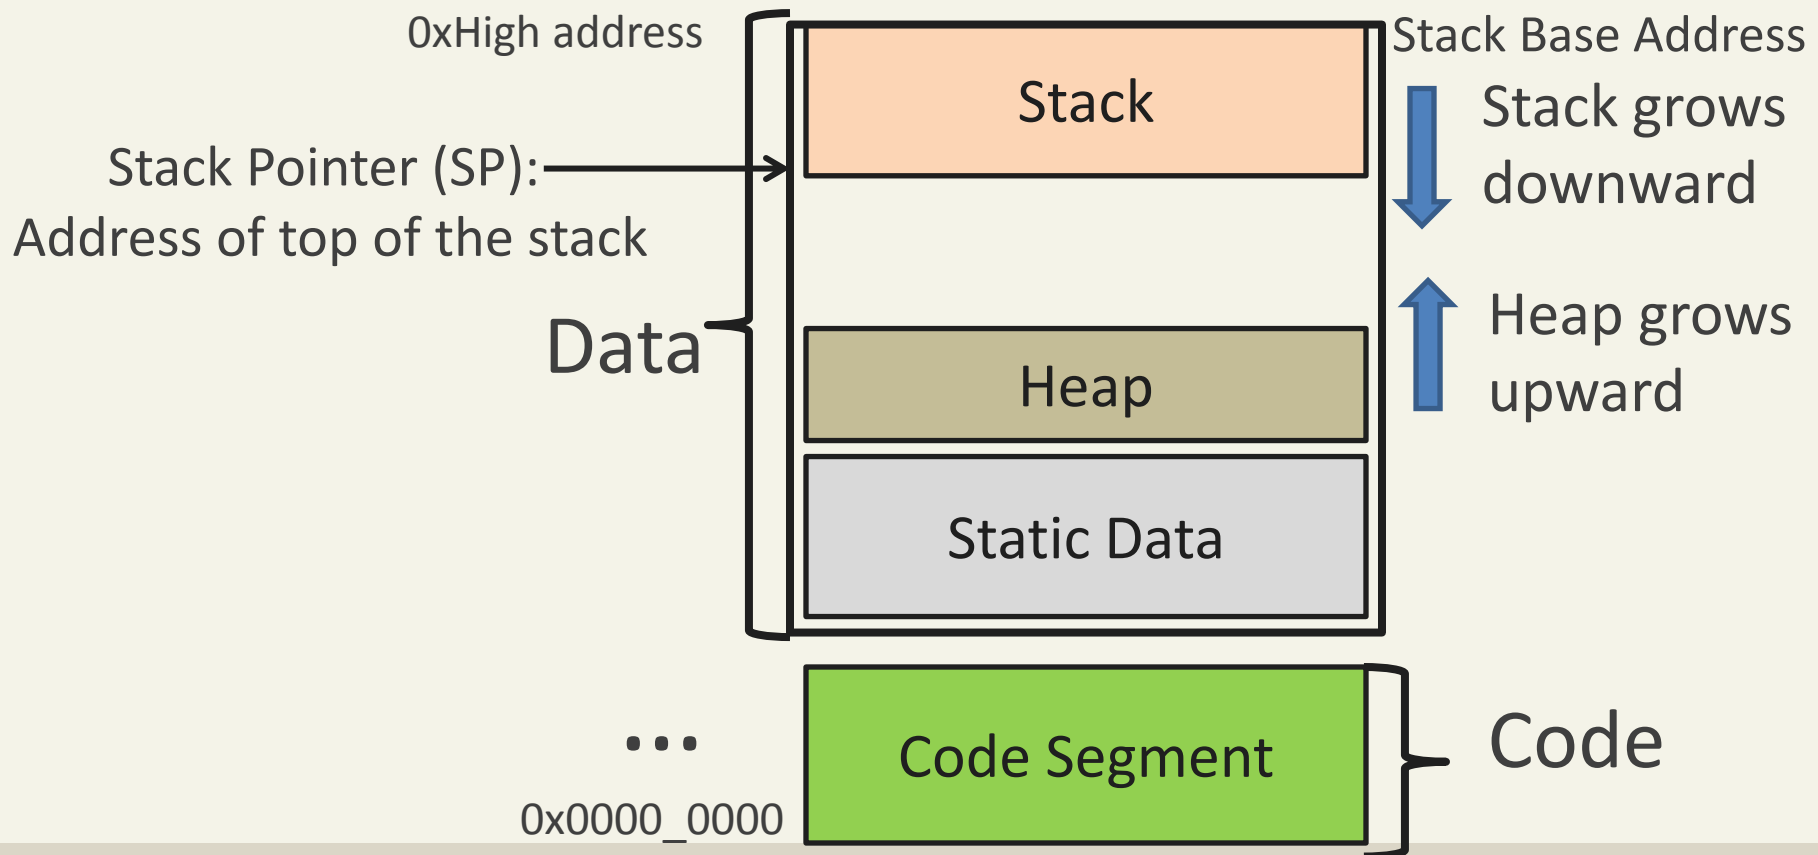 0xHigh address
Stack Base Address
Stack
Stack grows
downward
Stack Pointer (SP):
Address of top of the stack
Data
Heap
Heap grows
upward
Static Data
...
Code Segment
Code
0x0000_0000